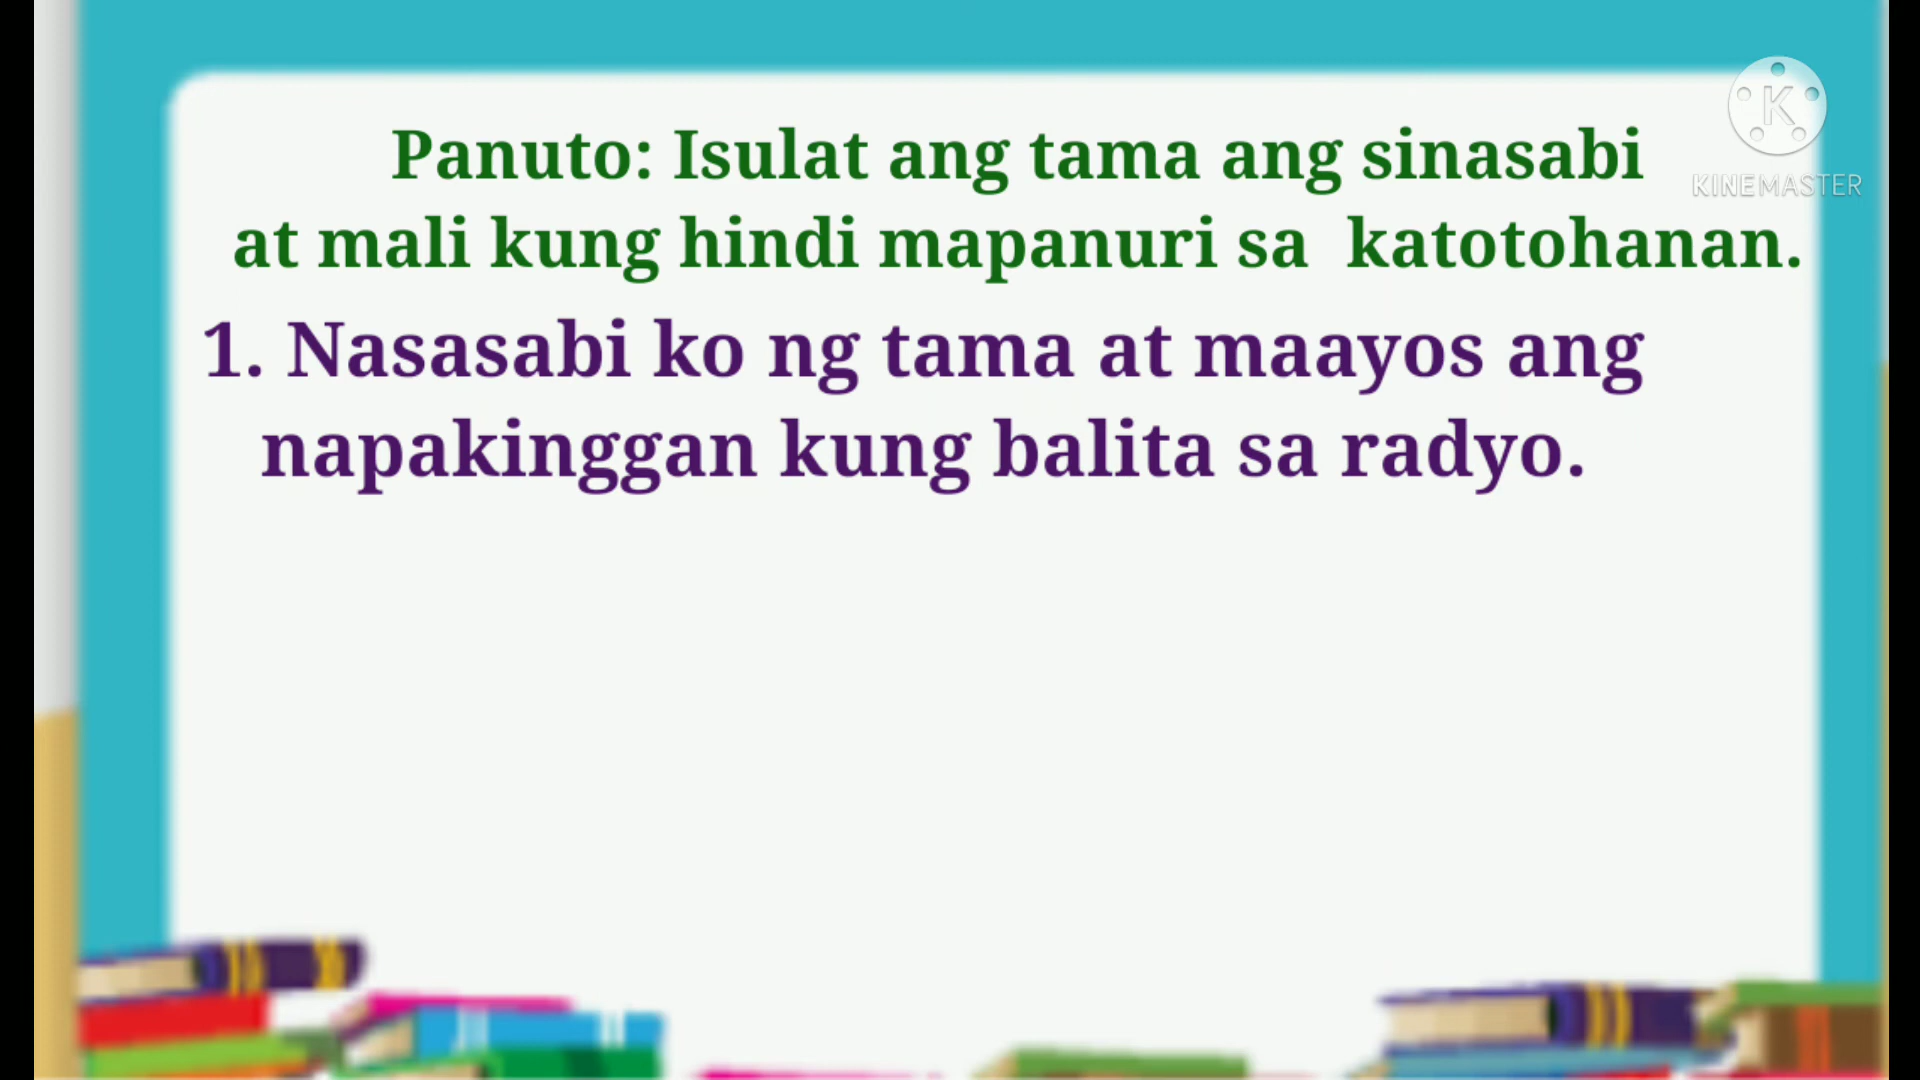 Panuto: Isulat ang tama ang sinasabi
at mali kung hindi mapanuri sa katotohanan.
1. Nasasabi ko ng tama at maayos ang
napakinggan kung balita sa radyo.
K
KINEMASTER